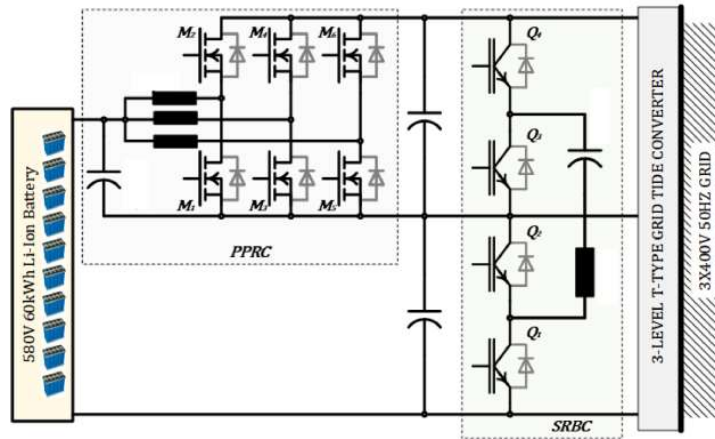 M2
M4
M6
M1
M3
M5
PPRC
Q4
Q3
Q2
Q1
SRBC
580V 60kWh Li-Ion Battery
3-LEVEL T-TYPE GRID TIDE CONVERTER
3X400V 50HZ GRID